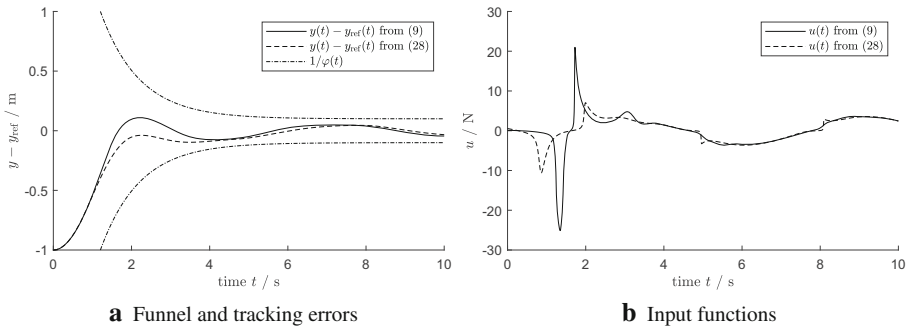 y(t) − y_ref(t) from (9)
y(t) − y_ref(t) from (28)
1/φ(t)
1
0.5
0
-0.5
-1
y − y_ref / m
0 2 4 6 8 10
time t / s
a Funnel and tracking errors
u(t) from (9)
u(t) from (28)
30
20
10
0
-10
-20
-30
u / N
0 2 4 6 8 10
time t / s
b Input functions